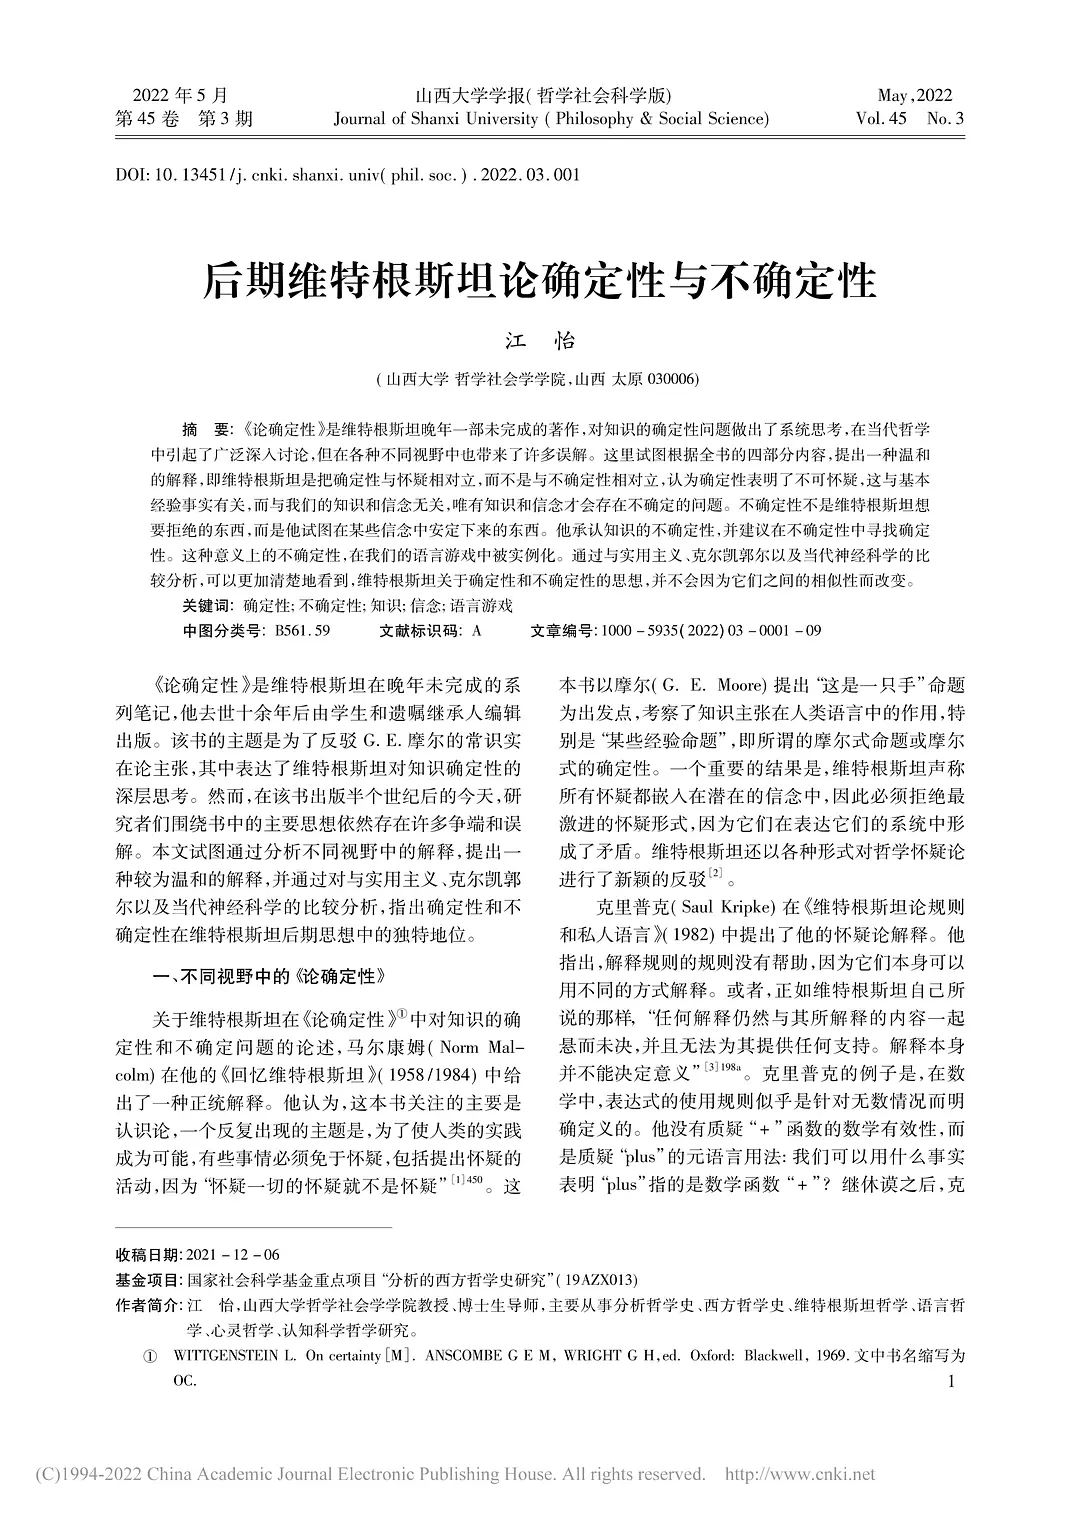 2022 年 5 月
第 45 卷 第 3 期
山西大学学报( 哲学社会科学版)
Journal of Shanxi University ( Philosophy & Social Science)
May,2022
Vol. 45 No. 3
DOI: 10. 13451 /j. cnki. shanxi. univ( phil. soc. ) . 2022. 03. 001
后期维特根斯坦论确定性与不确定性
江 怡
( 山西大学 哲学社会学学院,山西 太原 030006)
摘 要: 《论确定性》是维特根斯坦晚年一部未完成的著作,对知识的确定性问题做出了系统思考,在当代哲学
中引起了广泛深入讨论,但在各种不同视野中也带来了许多误解。这里试图根据全书的四部分内容,提出一种温和
的解释,即维特根斯坦是把确定性与怀疑相对立,而不是与不确定性相对立,认为确定性表明了不可怀疑,这与基本
经验事实有关,而与我们的知识和信念无关,唯有知识和信念才会存在不确定的问题。不确定性不是维特根斯坦想
要拒绝的东西,而是他试图在某些信念中安定下来的东西。他承认知识的不确定性,并建议在不确定性中寻找确定
性。这种意义上的不确定性,在我们的语言游戏中被实例化。通过与实用主义、克尔凯郭尔以及当代神经科学的比
较分析,可以更加清楚地看到,维特根斯坦关于确定性和不确定性的思想,并不会因为它们之间的相似性而改变。
关键词: 确定性; 不确定性; 知识; 信念; 语言游戏
中图分类号: B561. 59 文献标识码: A 文章编号: 1000 - 5935( 2022) 03 - 0001 - 09
《论确定性》是维特根斯坦在晚年未完成的系
列笔记,他去世十余年后由学生和遗嘱继承人编辑
出版。该书的主题是为了反驳 G. E. 摩尔的常识实
在论主张,其中表达了维特根斯坦对知识确定性的
深层思考。然而,在该书出版半个世纪后的今天,研
究者们围绕书中的主要思想依然存在许多争端和误
解。本文试图通过分析不同视野中的解释,提出一
种较为温和的解释,并通过对与实用主义、克尔凯郭
尔以及当代神经科学的比较分析,指出确定性和不
确定性在维特根斯坦后期思想中的独特地位。
一、不同视野中的《论确定性》
关于维特根斯坦在《论确定性》①中对知识的确
定性和不确定问题的论述,马尔康姆( Norm Mal-
colm) 在他的《回忆维特根斯坦》( 1958 /1984) 中给
出了一种正统解释。他认为,这本书关注的主要是
认识论,一个反复出现的主题是,为了使人类的实践
成为可能,有些事情必须免于怀疑,包括提出怀疑的
活动,因为“怀疑一切的怀疑就不是怀疑”[1]450。这
本书以摩尔( G. E. Moore) 提出“这是一只手”命题
为出发点,考察了知识主张在人类语言中的作用,特
别是“某些经验命题”,即所谓的摩尔式命题或摩尔
式的确定性。一个重要的结果是,维特根斯坦声称
所有怀疑都嵌入在潜在的信念中,因此必须拒绝最
激进的怀疑形式,因为它们在表达它们的系统中形
成了矛盾。维特根斯坦还以各种形式对哲学怀疑论
进行了新颖的反驳[2]。
克里普克( Saul Kripke) 在《维特根斯坦论规则
和私人语言》( 1982) 中提出了他的怀疑论解释。他
指出,解释规则的规则没有帮助,因为它们本身可以
用不同的方式解释。或者,正如维特根斯坦自己所
说的那样,“任何解释仍然与其所解释的内容一起
悬而未决,并且无法为其提供任何支持。解释本身
并不能决定意义”[3]198a。克里普克的例子是,在数
学中,表达式的使用规则似乎是针对无数情况而明
确定义的。他没有质疑“+”函数的数学有效性,而
是质疑“plus”的元语言用法: 我们可以用什么事实
表明“plus”指的是数学函数“+”? 继休谟之后,克
收稿日期: 2021 - 12 - 06
基金项目: 国家社会科学基金重点项目“分析的西方哲学史研究”( 19AZX013)
作者简介: 江 怡,山西大学哲学社会学学院教授、博士生导师,主要从事分析哲学史、西方哲学史、维特根斯坦哲学、语言哲
学、心灵哲学、认知科学哲学研究。
① WITTGENSTEIN L. On certainty [M]. ANSCOMBE G E M, WRIGHT G H,ed. Oxford: Blackwell, 1969. 文中书名缩写为
OC.
1
(C)1994-2022 China Academic Journal Electronic Publishing House. All rights reserved. http://www.cnki.net